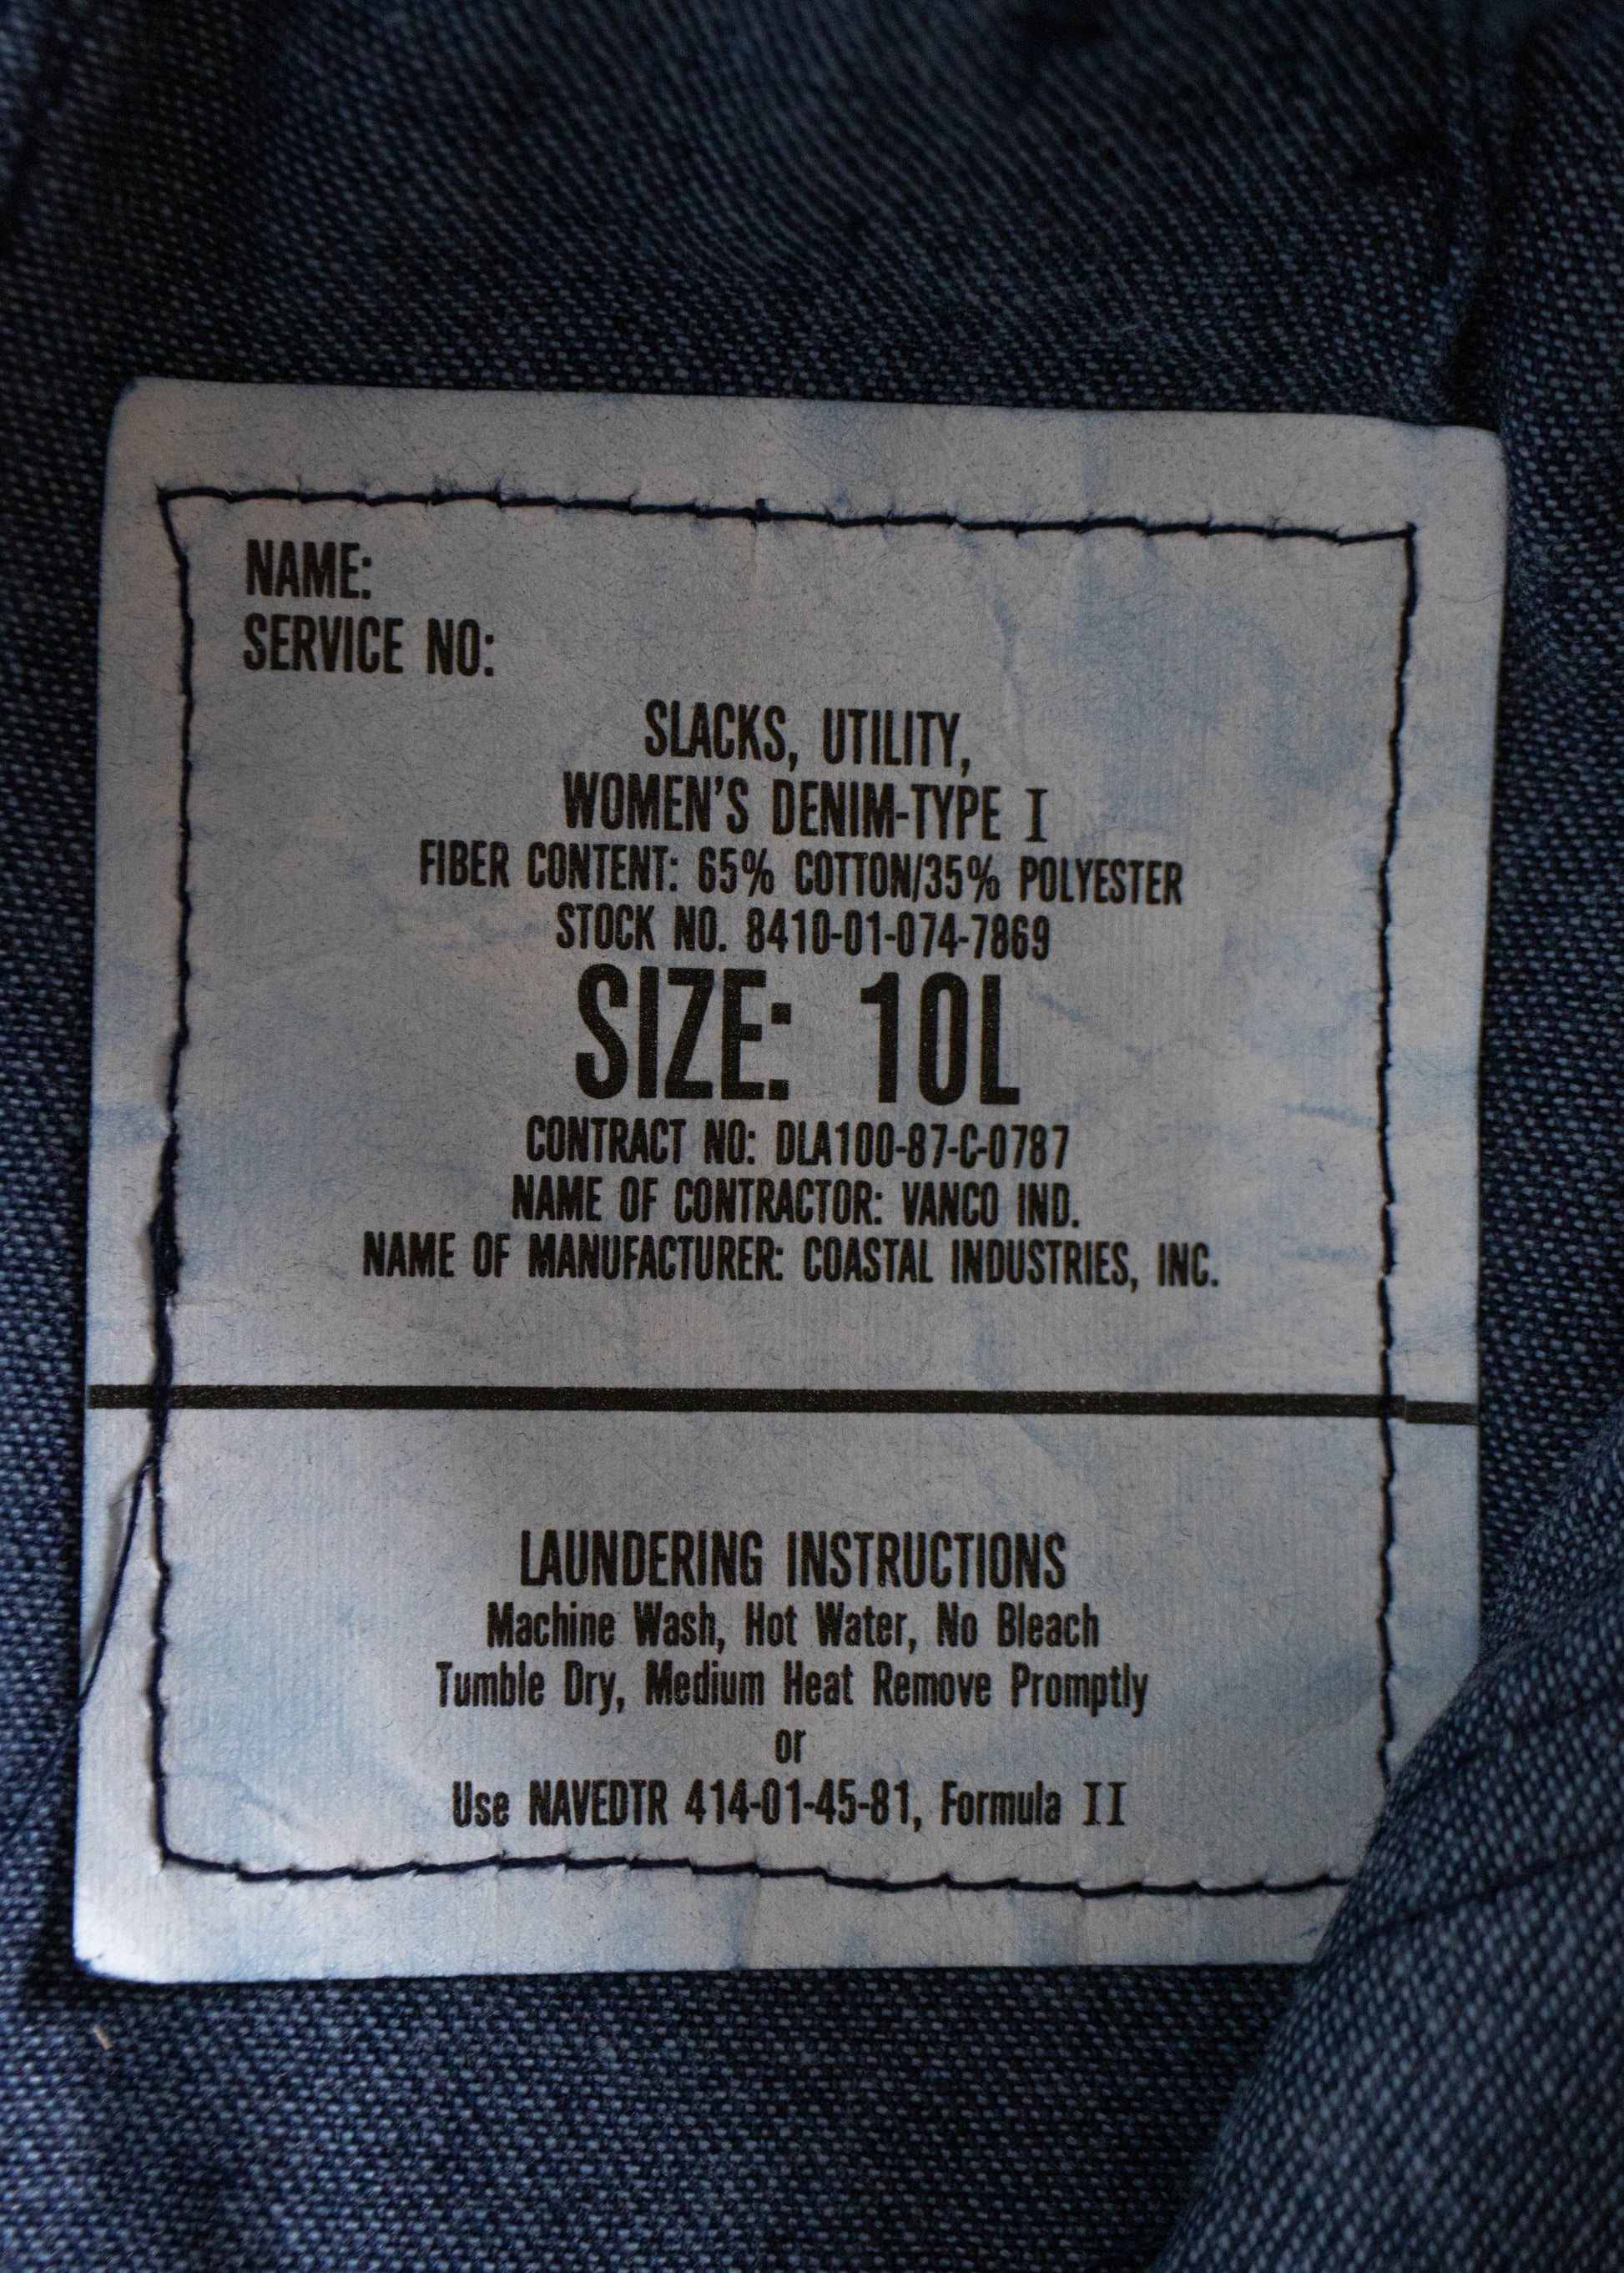 NAME:
SERVICE NO:
SLACKS, UTILITY,
WOMEN'S DENIM-TYPE I
FIBER CONTENT: 65% COTTON/35% POLYESTER
STOCK NO. 8410-01-074-7869
SIZE: 10L
CONTRACT NO: DLA100-87-C-0787
NAME OF CONTRACTOR: VANCO IND.
NAME OF MANUFACTURER: COASTAL INDUSTRIES, INC.
LAUNDERING INSTRUCTIONS
Machine Wash, Hot Water, No Bleach
Tumble Dry, Medium Heat Remove Promptly
or
Use NAVEDTR 414-01-45-81, Formula II